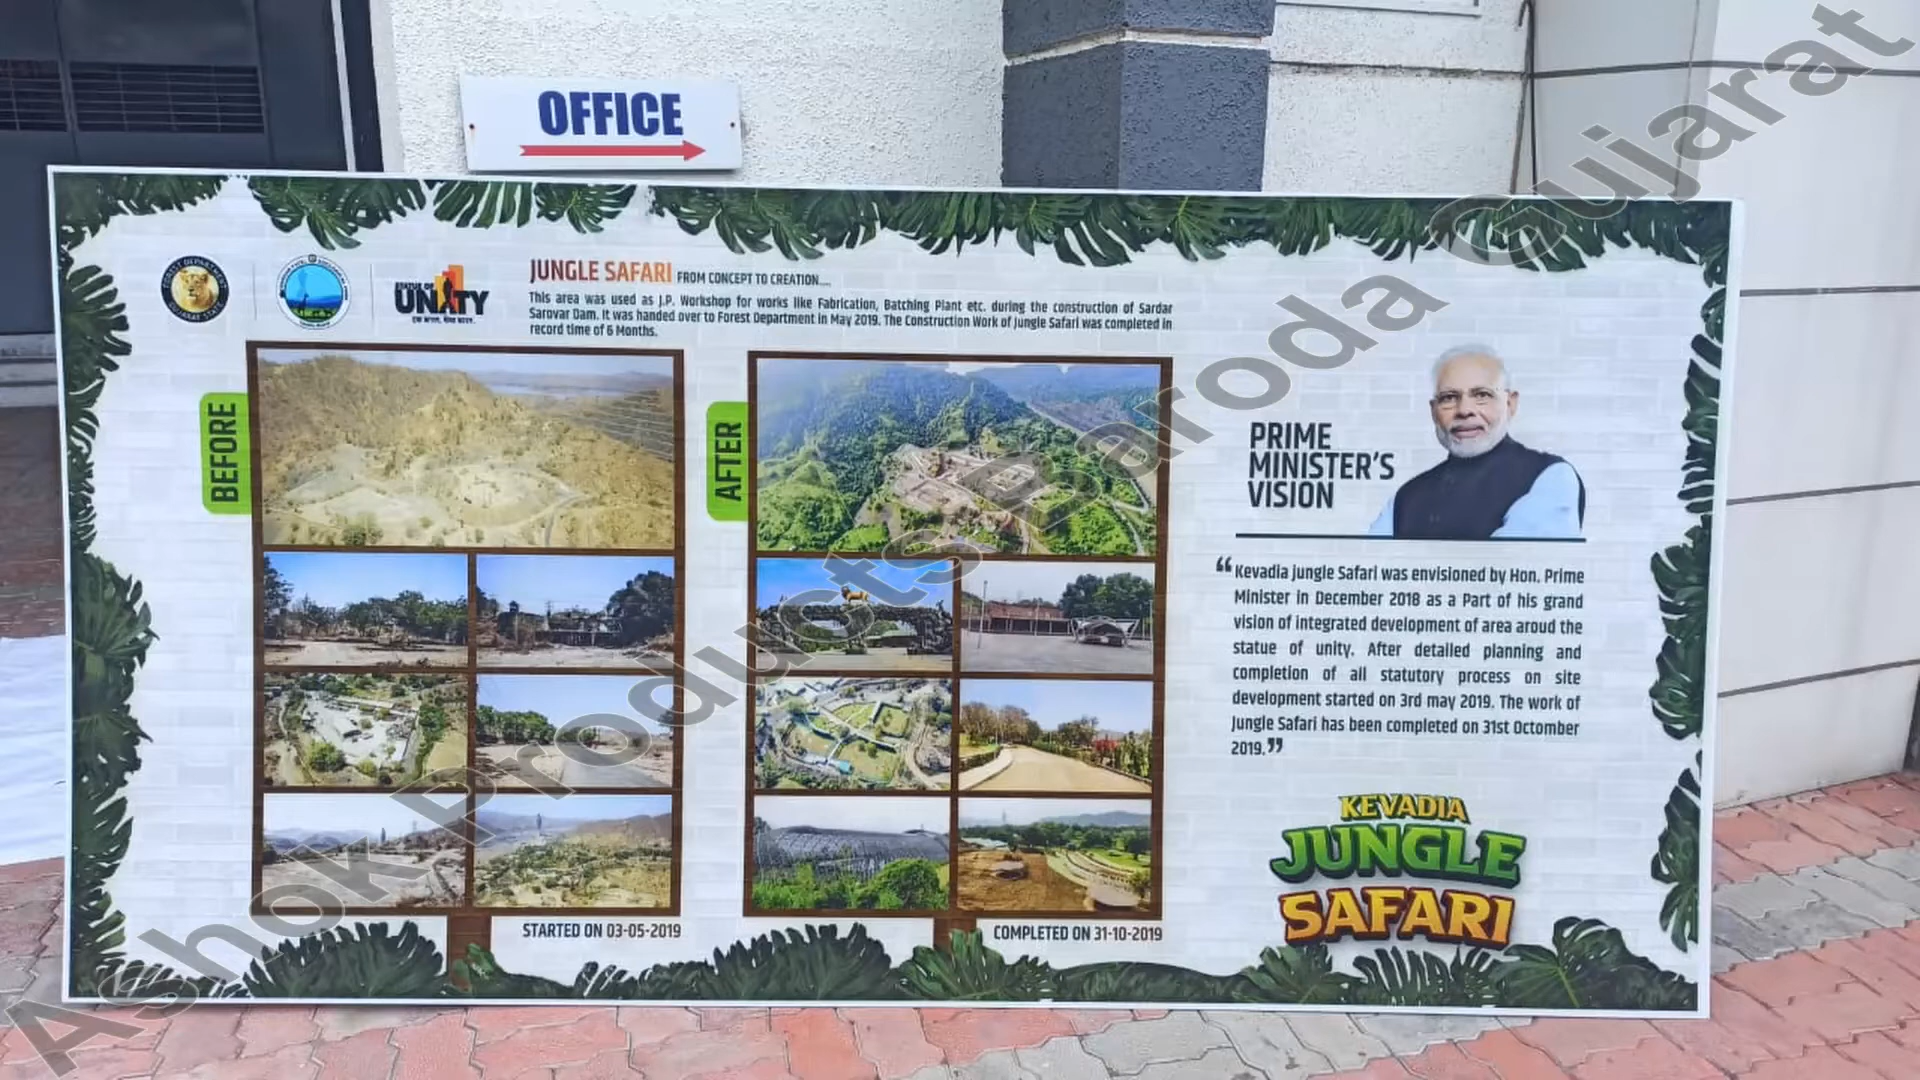 OFFICE
FOREST DEPARTMENT
GUJARAT STATE
STATUE OF
UNITY
एक भारत, श्रेष्ठ भारत
JUNGLE SAFARI FROM CONCEPT TO CREATION....
This area was used as J.P. Workshop for works like Fabrication, Batching Plant etc. during the construction of Sardar
Sarovar Dam. It was handed over to Forest Department in May 2019. The Construction Work of Jungle Safari was completed in
record time of 6 Months.
BEFORE
STARTED ON 03-05-2019
AFTER
COMPLETED ON 31-10-2019
PRIME
MINISTER'S
VISION
“Kevadia Jungle Safari was envisioned by Hon. Prime
Minister in December 2018 as a Part of his grand
vision of integrated development of area aroud the
statue of unity. After detailed planning and
completion of all statutory process on site
development started on 3rd may 2019. The work of
Jungle Safari has been completed on 31st Octomber
2019.”
KEVADIA
JUNGLE
SAFARI
Ashok Products Baroda Gujarat